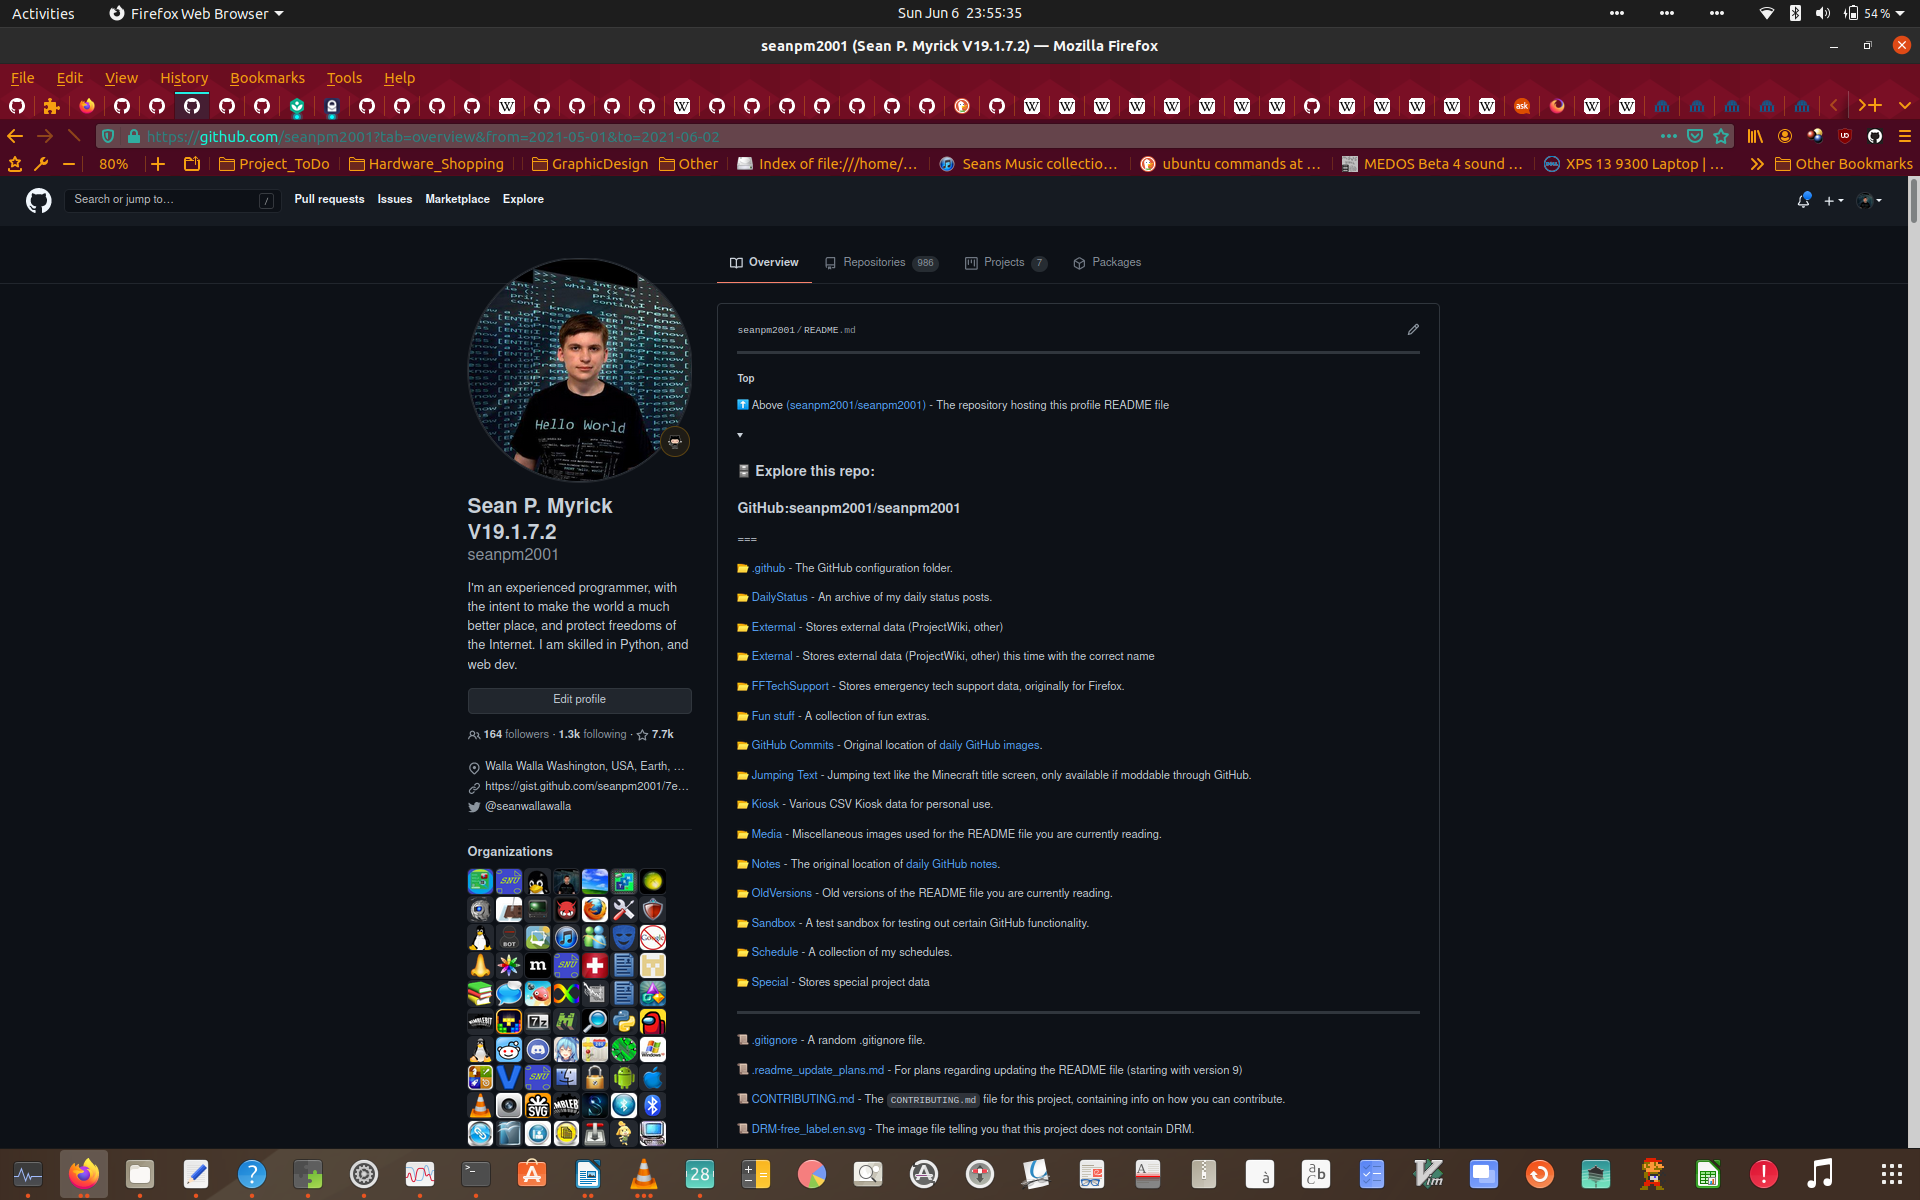 Activities
Firefox Web Browser
Sun Jun 6 23:55:35
54 %
seanpm2001 (Sean P. Myrick V19.1.7.2) — Mozilla Firefox
File Edit View History Bookmarks Tools Help
https://github.com/seanpm2001?tab=overview&from=2021-05-01&to=2021-06-02
80%
Project_ToDo
Hardware_Shopping
GraphicDesign
Other
Index of file:///home/…
Seans Music collectio…
ubuntu commands at …
MEDOS Beta 4 sound …
XPS 13 9300 Laptop | …
Other Bookmarks
Search or jump to…
/
Pull requests Issues Marketplace Explore
Overview
Repositories 986
Projects 7
Packages
Hello World
Sean P. Myrick
V19.1.7.2
seanpm2001
I'm an experienced programmer, with
the intent to make the world a much
better place, and protect freedoms of
the Internet. I am skilled in Python, and
web dev.
Edit profile
164 followers · 1.3k following · 7.7k
Walla Walla Washington, USA, Earth, …
https://gist.github.com/seanpm2001/7e…
@seanwallawalla
Organizations
seanpm2001/README.md
Top
Above (seanpm2001/seanpm2001) - The repository hosting this profile README file
Explore this repo:
GitHub:seanpm2001/seanpm2001
===
.github - The GitHub configuration folder.
DailyStatus - An archive of my daily status posts.
Extermal - Stores external data (ProjectWiki, other)
External - Stores external data (ProjectWiki, other) this time with the correct name
FFTechSupport - Stores emergency tech support data, originally for Firefox.
Fun stuff - A collection of fun extras.
GitHub Commits - Original location of daily GitHub images.
Jumping Text - Jumping text like the Minecraft title screen, only available if moddable through GitHub.
Kiosk - Various CSV Kiosk data for personal use.
Media - Miscellaneous images used for the README file you are currently reading.
Notes - The original location of daily GitHub notes.
OldVersions - Old versions of the README file you are currently reading.
Sandbox - A test sandbox for testing out certain GitHub functionality.
Schedule - A collection of my schedules.
Special - Stores special project data
.gitignore - A random .gitignore file.
.readme_update_plans.md - For plans regarding updating the README file (starting with version 9)
CONTRIBUTING.md - The CONTRIBUTING.md file for this project, containing info on how you can contribute.
DRM-free_label.en.svg - The image file telling you that this project does not contain DRM.
28